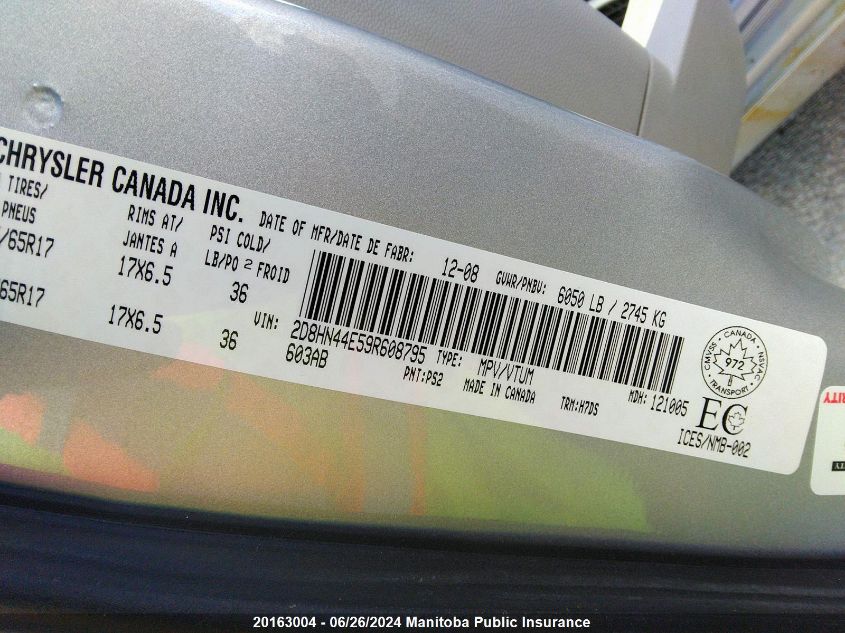 CHRYSLER CANADA INC. DATE OF MFR/DATE DE FABR: 12-08 GVWR/PNBV: 6050 LB / 2745 KG
TIRES/ RIMS AT/ PSI COLD/
PNEUS JANTES A LB/PO 2 FROID
/65R17 17X6.5 36
65R17 17X6.5 36
VIN: 2D8HN44E59R608795 TYPE: MPV/VTUM MDH: 121005
603AB PNT: PS2 MADE IN CANADA TRM: H7DS
CMVSS CANADA NSVAC
972
TRANSPORT
EC
ICES/NMB-002
RITY
TY
20163004 - 06/26/2024 Manitoba Public Insurance